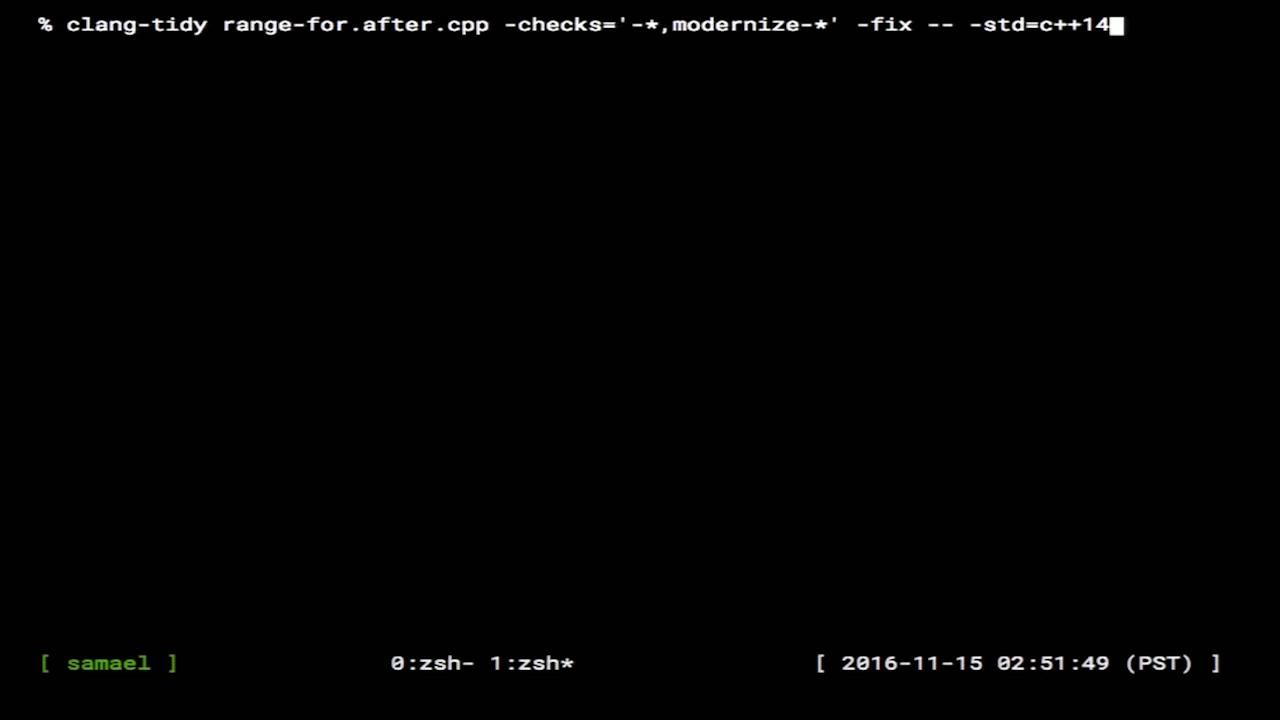 % clang-tidy range-for.after.cpp -checks='-*,modernize-*' -fix -- -std=c++14
[ samael ] 0:zsh- 1:zsh* [ 2016-11-15 02:51:49 (PST) ]